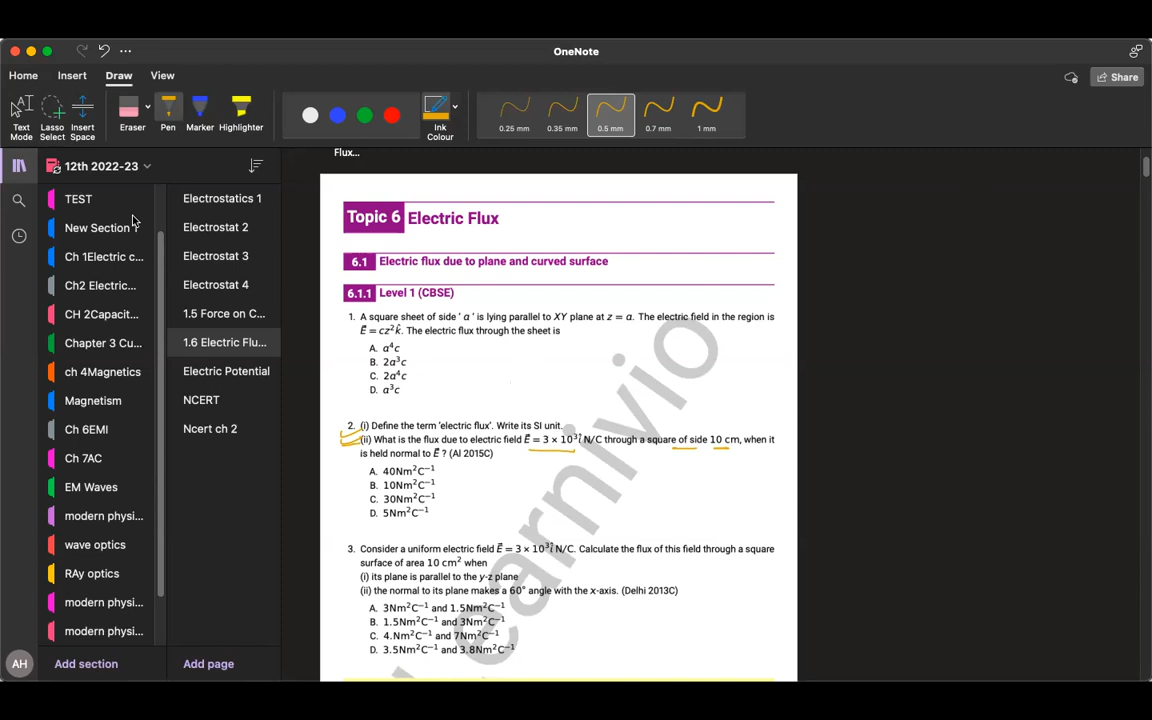 OneNote
Home Insert Draw View
Share
Text Mode
Lasso Select
Insert Space
Eraser
Pen
Marker
Highlighter
Ink Colour
0.25 mm
0.35 mm
0.5 mm
0.7 mm
1 mm
12th 2022-23
TEST
New Section 1
Ch 1Electric c...
Ch2 Electric...
CH 2Capacit...
Chapter 3 Cu...
ch 4Magnetics
Magnetism
Ch 6EMI
Ch 7AC
EM Waves
modern physi...
wave optics
RAy optics
modern physi...
modern physi...
Add section
AH
Electrostatics 1
Electrostat 2
Electrostat 3
Electrostat 4
1.5 Force on C...
1.6 Electric Flu...
Electric Potential
NCERT
Ncert ch 2
Add page
Flux...
Topic 6 Electric Flux
6.1 Electric flux due to plane and curved surface
6.1.1 Level 1 (CBSE)
1. A square sheet of side ' a ' is lying parallel to XY plane at z = a. The electric field in the region is
E⃗ = cz²k̂. The electric flux through the sheet is
A. a⁴c
B. 2a³c
C. 2a⁴c
D. a³c
2. (i) Define the term 'electric flux'. Write its SI unit.
(ii) What is the flux due to electric field E⃗ = 3 × 10³î N/C through a square of side 10 cm, when it
is held normal to E⃗ ? (AI 2015C)
A. 40Nm²C⁻¹
B. 10Nm²C⁻¹
C. 30Nm²C⁻¹
D. 5Nm²C⁻¹
3. Consider a uniform electric field E⃗ = 3 × 10³î N/C. Calculate the flux of this field through a square
surface of area 10 cm² when
(i) its plane is parallel to the y-z plane
(ii) the normal to its plane makes a 60° angle with the x-axis. (Delhi 2013C)
A. 3Nm²C⁻¹ and 1.5Nm²C⁻¹
B. 1.5Nm²C⁻¹ and 3Nm²C⁻¹
C. 4.Nm²C⁻¹ and 7Nm²C⁻¹
D. 3.5Nm²C⁻¹ and 3.8Nm²C⁻¹
Learnivio